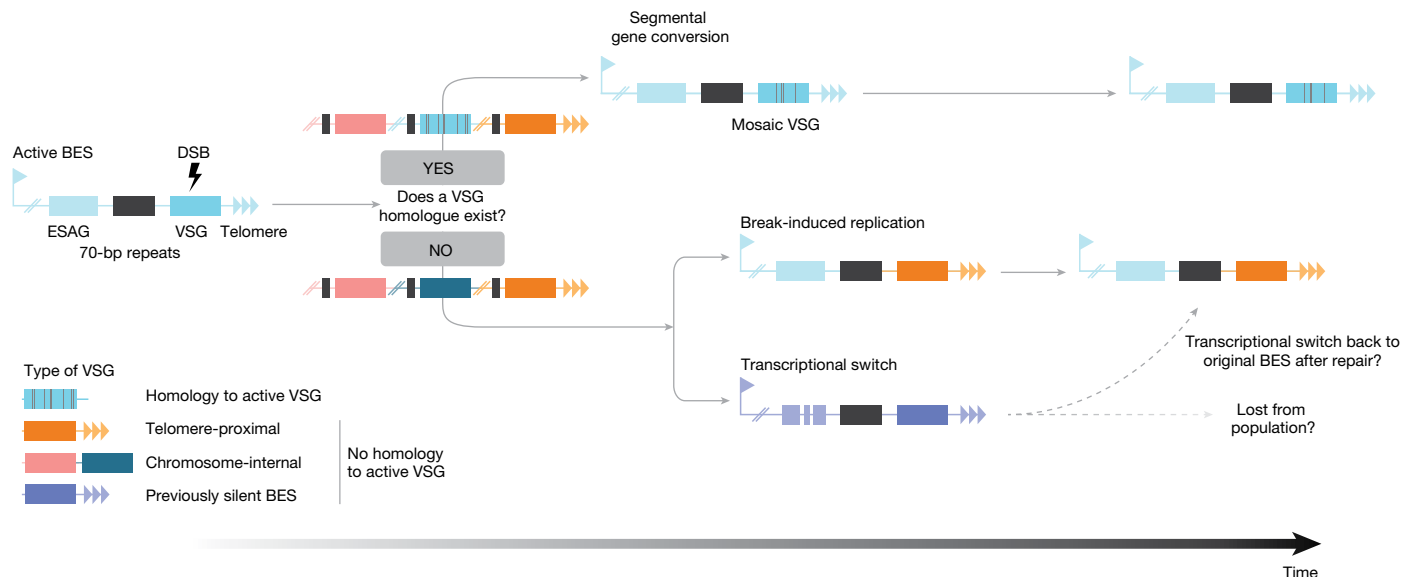 Segmental
gene conversion
Mosaic VSG
Active BES
DSB
ESAG
VSG
Telomere
70-bp repeats
YES
Does a VSG
homologue exist?
NO
Break-induced replication
Transcriptional switch
Transcriptional switch back to
original BES after repair?
Lost from
population?
Type of VSG
Homology to active VSG
Telomere-proximal
Chromosome-internal
Previously silent BES
No homology
to active VSG
Time